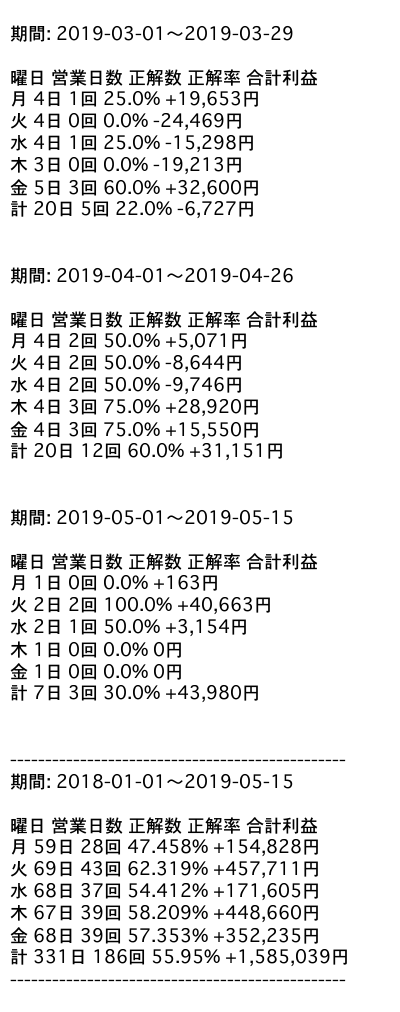 期間: 2019-03-01〜2019-03-29
曜日 営業日数 正解数 正解率 合計利益
月 4日 1回 25.0% +19,653円
火 4日 0回 0.0% -24,469円
水 4日 1回 25.0% -15,298円
木 3日 0回 0.0% -19,213円
金 5日 3回 60.0% +32,600円
計 20日 5回 22.0% -6,727円
期間: 2019-04-01〜2019-04-26
曜日 営業日数 正解数 正解率 合計利益
月 4日 2回 50.0% +5,071円
火 4日 2回 50.0% -8,644円
水 4日 2回 50.0% -9,746円
木 4日 3回 75.0% +28,920円
金 4日 3回 75.0% +15,550円
計 20日 12回 60.0% +31,151円
期間: 2019-05-01〜2019-05-15
曜日 営業日数 正解数 正解率 合計利益
月 1日 0回 0.0% +163円
火 2日 2回 100.0% +40,663円
水 2日 1回 50.0% +3,154円
木 1日 0回 0.0% 0円
金 1日 0回 0.0% 0円
計 7日 3回 30.0% +43,980円
------------------------------------------------
期間: 2018-01-01〜2019-05-15
曜日 営業日数 正解数 正解率 合計利益
月 59日 28回 47.458% +154,828円
火 69日 43回 62.319% +457,711円
水 68日 37回 54.412% +171,605円
木 67日 39回 58.209% +448,660円
金 68日 39回 57.353% +352,235円
計 331日 186回 55.95% +1,585,039円
------------------------------------------------